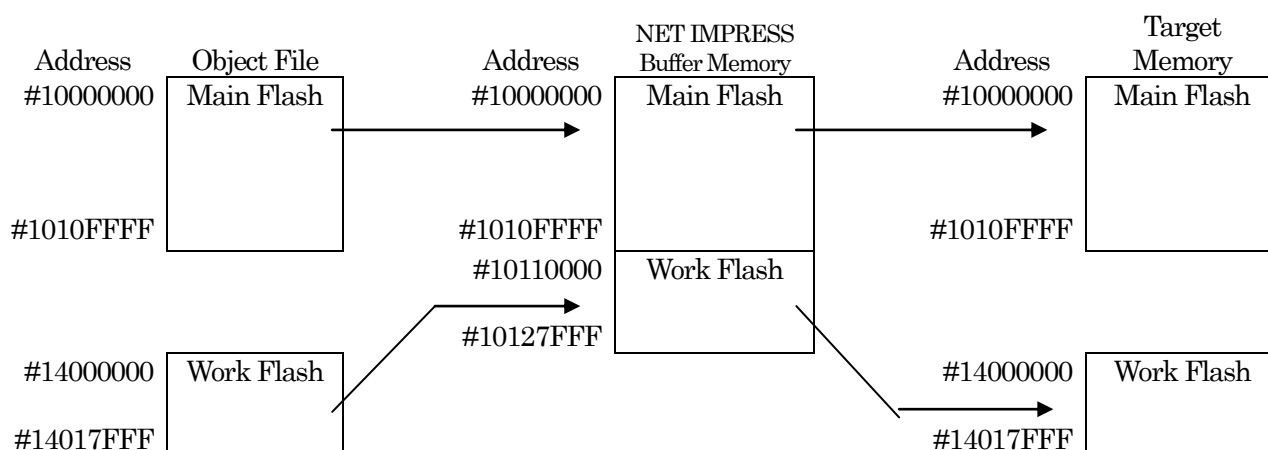 Address
Object File
#10000000
Main Flash
#1010FFFF
#14000000
Work Flash
#14017FFF
Address
NET IMPRESS
Buffer Memory
#10000000
Main Flash
#1010FFFF
#10110000
Work Flash
#10127FFF
Address
Target
Memory
#10000000
Main Flash
#1010FFFF
#14000000
Work Flash
#14017FFF